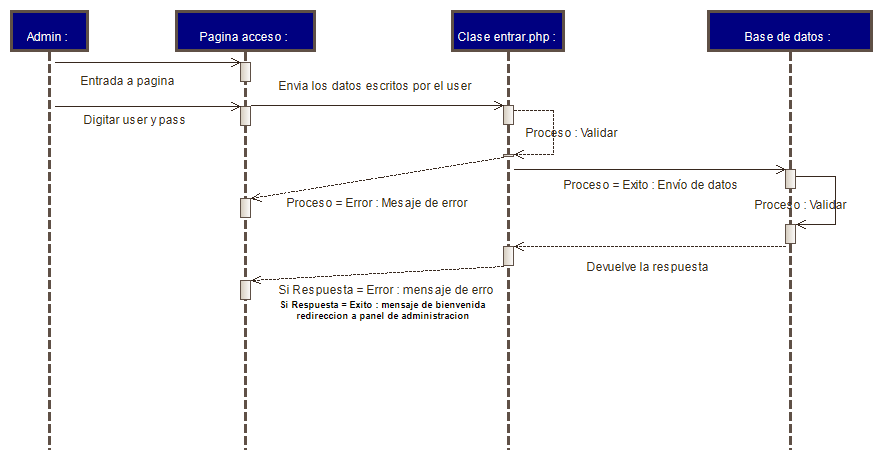 Admin :
Pagina acceso :
Clase entrar.php :
Base de datos :
Entrada a pagina
Envia los datos escritos por el user
Digitar user y pass
Proceso : Validar
Proceso = Exito : Envío de datos
Proceso = Error : Mesaje de error
Proceso : Validar
Devuelve la respuesta
Si Respuesta = Error : mensaje de erro
Si Respuesta = Exito : mensaje de bienvenida
redireccion a panel de administracion